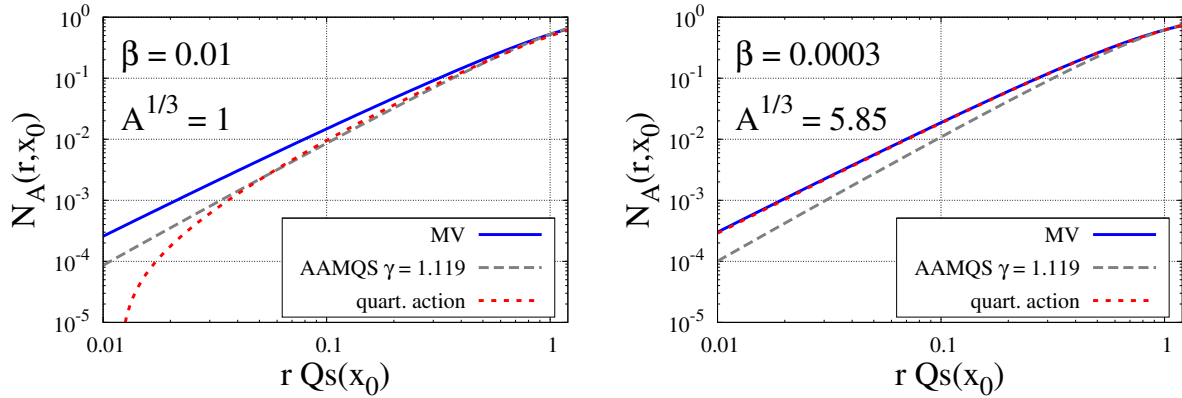 10^0
10^-1
10^-2
10^-3
10^-4
10^-5
N_A(r,x_0)
β = 0.01
A^{1/3} = 1
MV
AAMQS γ = 1.119
quart. action
0.01
0.1
1
r Qs(x_0)
10^0
10^-1
10^-2
10^-3
10^-4
10^-5
N_A(r,x_0)
β = 0.0003
A^{1/3} = 5.85
MV
AAMQS γ = 1.119
quart. action
0.01
0.1
1
r Qs(x_0)